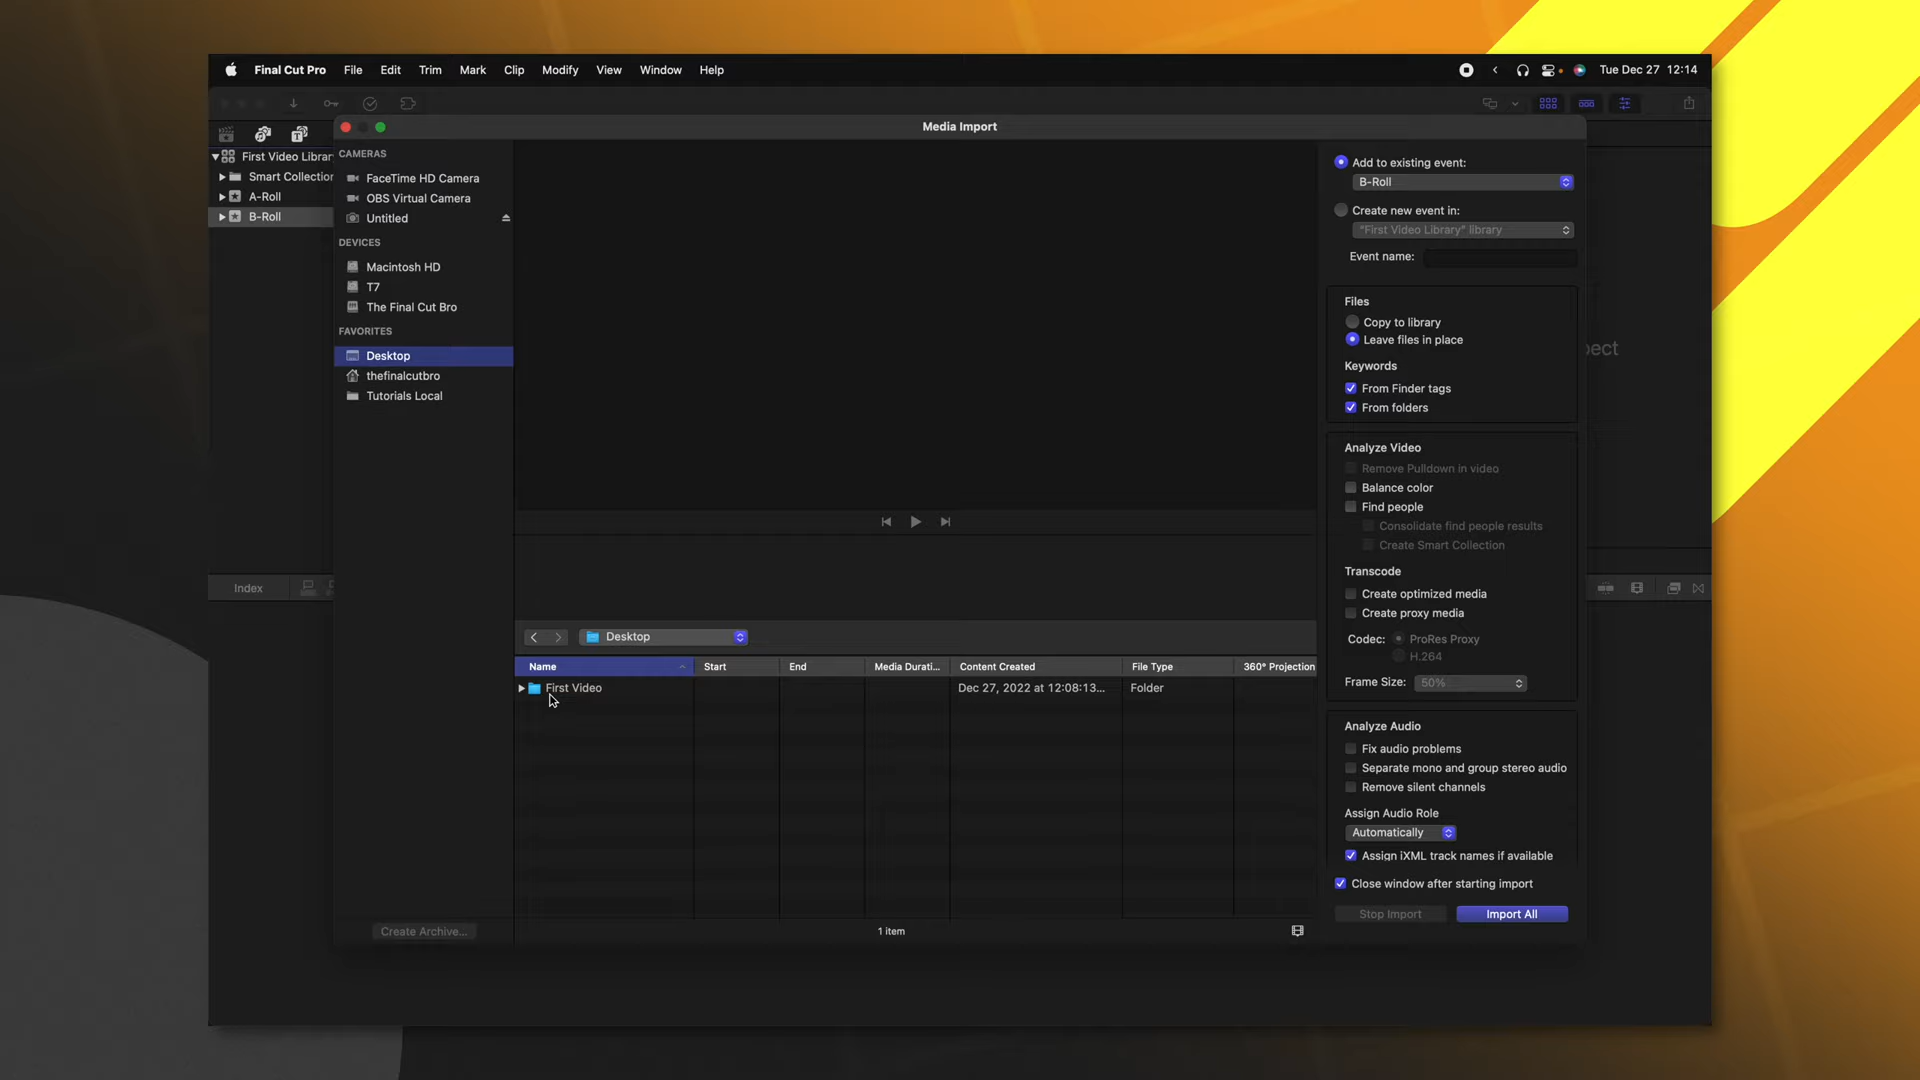 Final Cut Pro File Edit Trim Mark Clip Modify View Window Help
Tue Dec 27 12:14
Media Import
First Video Librar
Smart Collection
A-Roll
B-Roll
CAMERAS
FaceTime HD Camera
OBS Virtual Camera
Untitled
DEVICES
Macintosh HD
T7
The Final Cut Bro
FAVORITES
Desktop
thefinalcutbro
Tutorials Local
Index
Create Archive...
Desktop
Name Start End Media Durati... Content Created File Type 360° Projection
First Video Dec 27, 2022 at 12:08:13... Folder
1 item
Add to existing event:
B-Roll
Create new event in:
"First Video Library" library
Event name:
Files
Copy to library
Leave files in place
Keywords
From Finder tags
From folders
Analyze Video
Remove Pulldown in video
Balance color
Find people
Consolidate find people results
Create Smart Collection
Transcode
Create optimized media
Create proxy media
Codec: ProRes Proxy
H.264
Frame Size: 50%
Analyze Audio
Fix audio problems
Separate mono and group stereo audio
Remove silent channels
Assign Audio Role
Automatically
Assign iXML track names if available
Close window after starting import
Stop Import Import All
pect